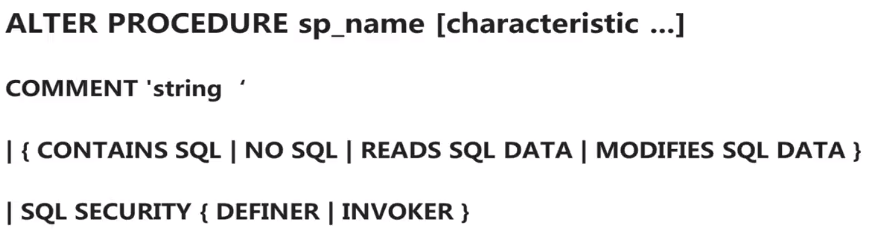 ALTER PROCEDURE sp_name [characteristic ...]
COMMENT 'string ‘
| { CONTAINS SQL | NO SQL | READS SQL DATA | MODIFIES SQL DATA }
| SQL SECURITY { DEFINER | INVOKER }